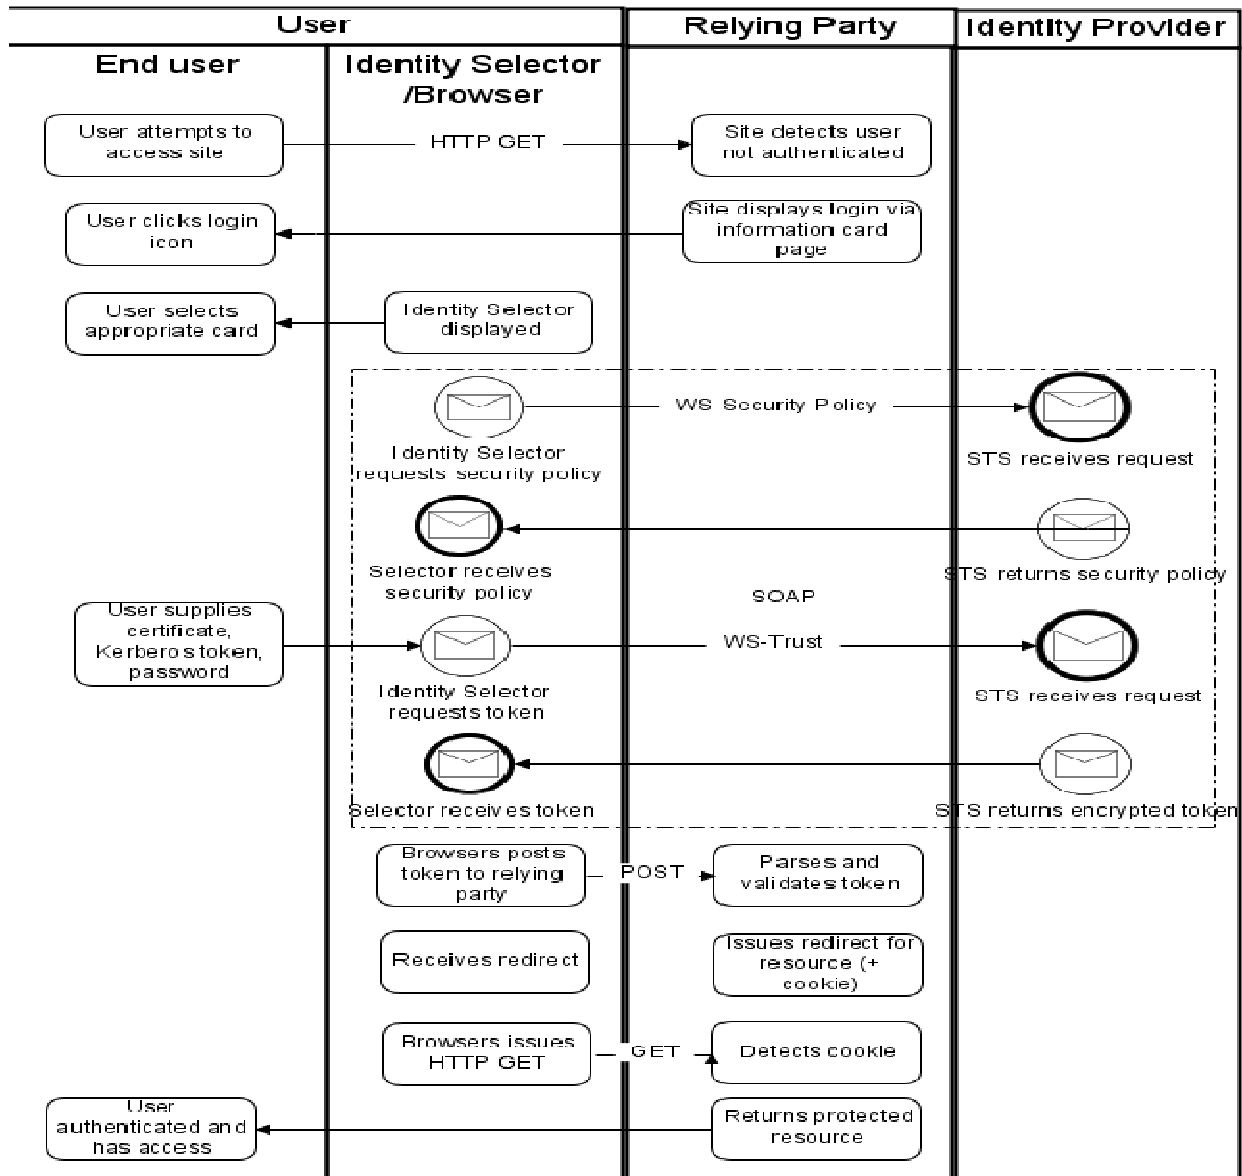 User
Relying Party
Identity Provider
End user
Identity Selector
/Browser
User attempts to
access site
HTTP GET
Site detects user
not authenticated
User clicks login
icon
Site displays login via
information card
page
User selects
appropriate card
Identity Selector
displayed
WS Security Policy
Identity Selector
requests security policy
STS receives request
Selector receives
security policy
STS returns security policy
SOAP
User supplies
certificate,
Kerberos token,
password
WS-Trust
Identity Selector
requests token
STS receives request
Selector receives token
STS returns encrypted token
Browsers posts
token to relying
party
POST
Parses and
validates token
Receives redirect
Issues redirect for
resource (+
cookie)
Browsers issues
HTTP GET
GET
Detects cookie
User
authenticated and
has access
Returns protected
resource